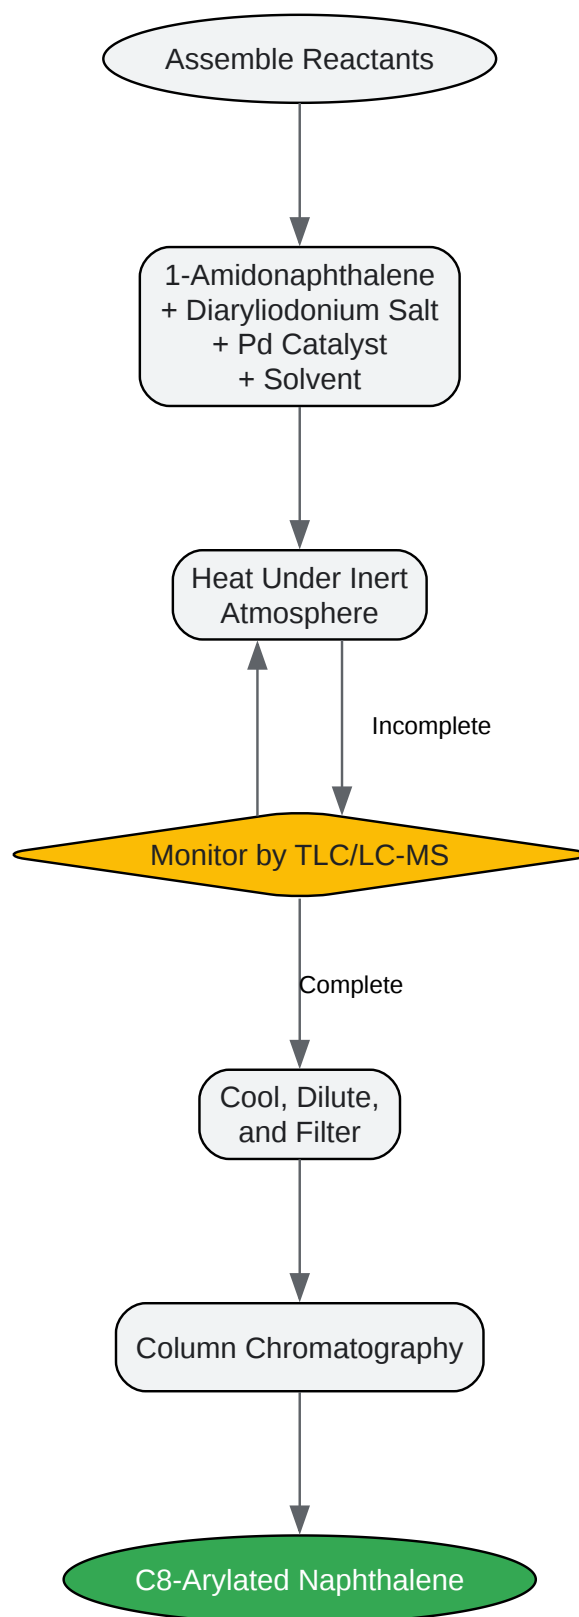 Assemble Reactants
1-Amidonaphthalene
+ Diaryliodonium Salt
+ Pd Catalyst
+ Solvent
Heat Under Inert
Atmosphere
Incomplete
Monitor by TLC/LC-MS
Complete
Cool, Dilute,
and Filter
Column Chromatography
C8-Arylated Naphthalene